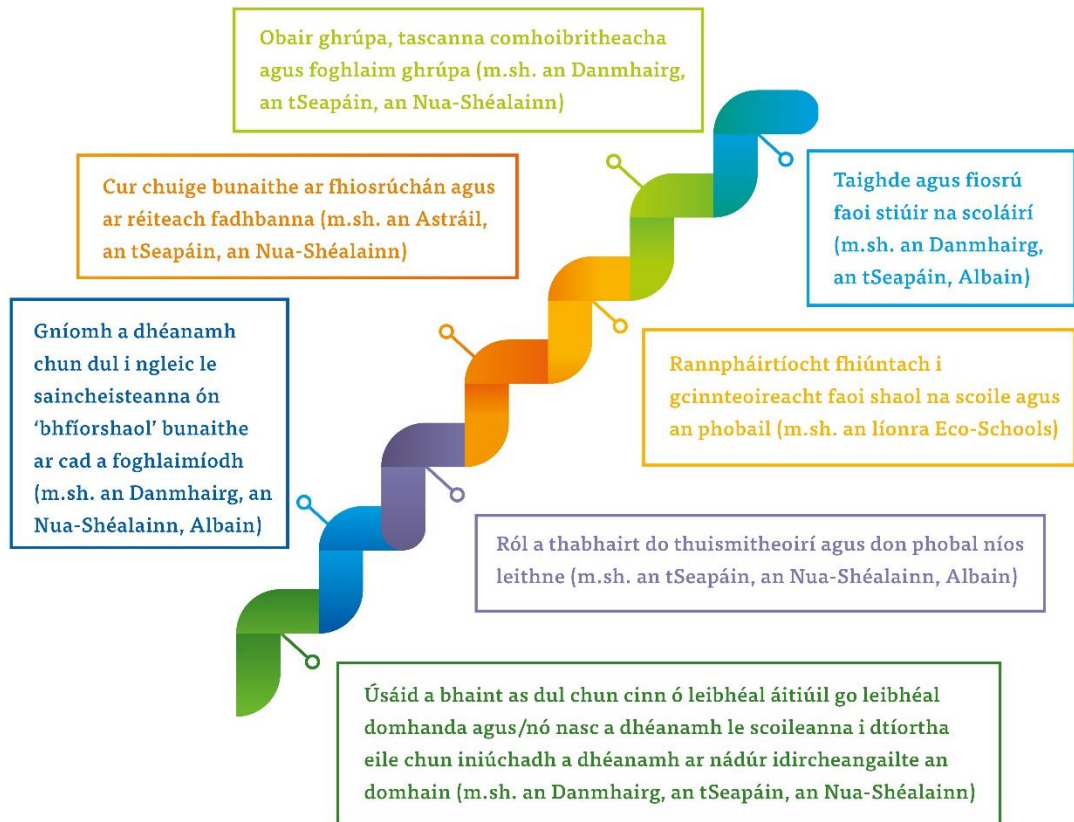 Obair ghrúpa, tascanna comhoibritheacha
agus foghlaim ghrúpa (m.sh. an Danmhairg,
an tSeapáin, an Nua-Shéalainn)
Cur chuige bunaithe ar fhiosrúchán agus
ar réiteach fadhbanna (m.sh. an Astráil,
an tSeapáin, an Nua-Shéalainn)
Taighde agus fiosrú
faoi stiúir na scoláirí
(m.sh. an Danmhairg,
an tSeapáin, Albain)
Gníomh a dhéanamh
chun dul i ngleic le
saincheisteanna ón
‘bhfíorshaol’ bunaithe
ar cad a foghlaimíodh
(m.sh. an Danmhairg, an
Nua-Shéalainn, Albain)
Rannpháirtíocht fhiúntach i
gcinnteoireacht faoi shaol na scoile agus
an phobail (m.sh. an líonra Eco-Schools)
Ról a thabhairt do thuismitheoirí agus don phobal níos
leithne (m.sh. an tSeapáin, an Nua-Shéalainn, Albain)
Úsáid a bhaint as dul chun cinn ó leibhéal áitiúil go leibhéal
domhanda agus/nó nasc a dhéanamh le scoileanna i dtíortha
eile chun iniúchadh a dhéanamh ar nádúr idircheangailte an
domhain (m.sh. an Danmhairg, an tSeapáin, an Nua-Shéalainn)